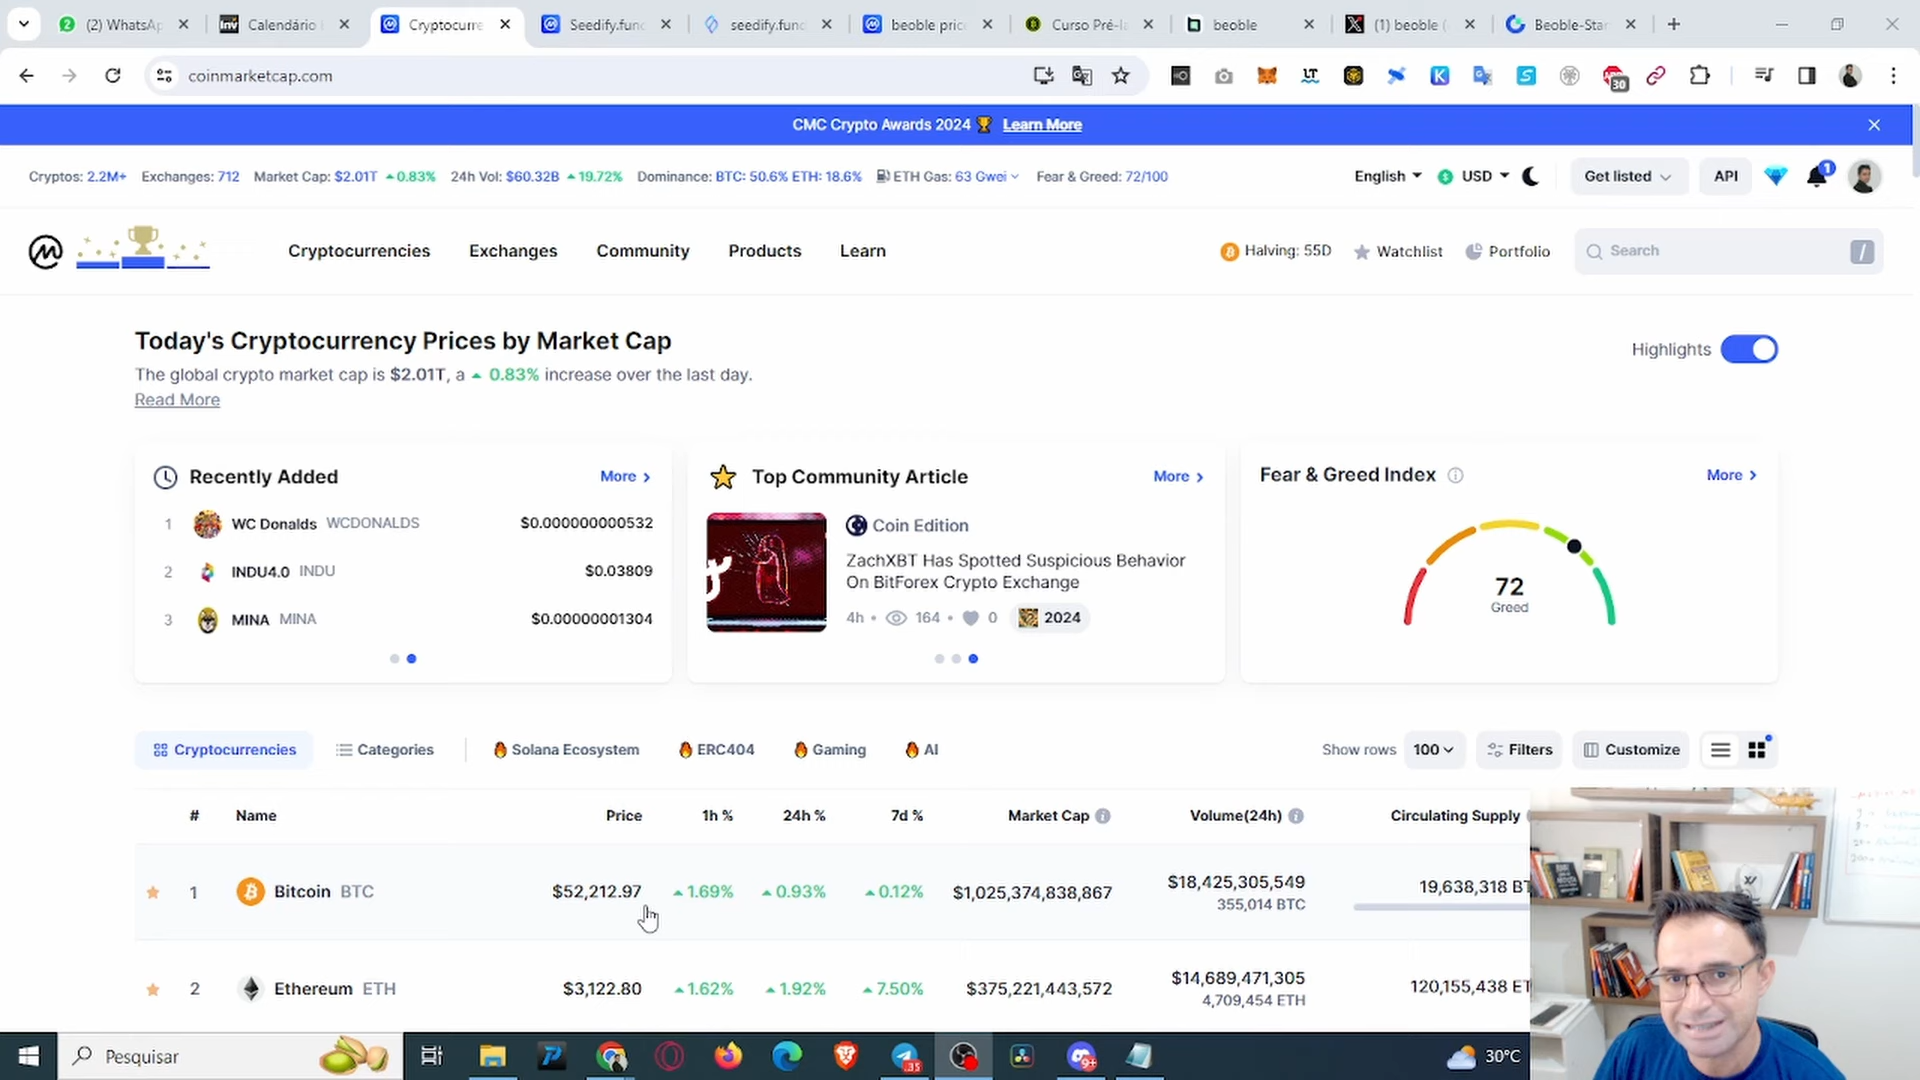 (2) WhatsAp
Calendário
Cryptocurre
Seedify.fund
seedify.fund
beoble pric
Curso Pré-la
beoble
(1) beoble (
Beoble-Star
coinmarketcap.com
30
CMC Crypto Awards 2024 Learn More
Cryptos: 2.2M+ Exchanges: 712 Market Cap: $2.01T 0.83% 24h Vol: $60.32B 19.72% Dominance: BTC: 50.6% ETH: 18.6% ETH Gas: 63 Gwei Fear & Greed: 72/100
English USD Get listed API 1
Cryptocurrencies Exchanges Community Products Learn
Halving: 55D Watchlist Portfolio Search /
Today's Cryptocurrency Prices by Market Cap
Highlights
The global crypto market cap is $2.01T, a 0.83% increase over the last day.
Read More
Recently Added More
1 WC Donalds WCDONALDS $0.000000000532
2 INDU4.0 INDU $0.03809
3 MINA MINA $0.00000001304
Top Community Article More
Coin Edition
ZachXBT Has Spotted Suspicious Behavior
On BitForex Crypto Exchange
4h • 164 • 0 2024
Fear & Greed Index More
72
Greed
Cryptocurrencies Categories Solana Ecosystem ERC404 Gaming AI
Show rows 100 Filters Customize
# Name Price 1h % 24h % 7d % Market Cap Volume(24h) Circulating Supply
1 Bitcoin BTC $52,212.97 1.69% 0.93% 0.12% $1,025,374,838,867 $18,425,305,549 19,638,318 BT
355,014 BTC
2 Ethereum ETH $3,122.80 1.62% 1.92% 7.50% $375,221,443,572 $14,689,471,305 120,155,438 ET
4,709,454 ETH
Pesquisar
35
9+
30°C